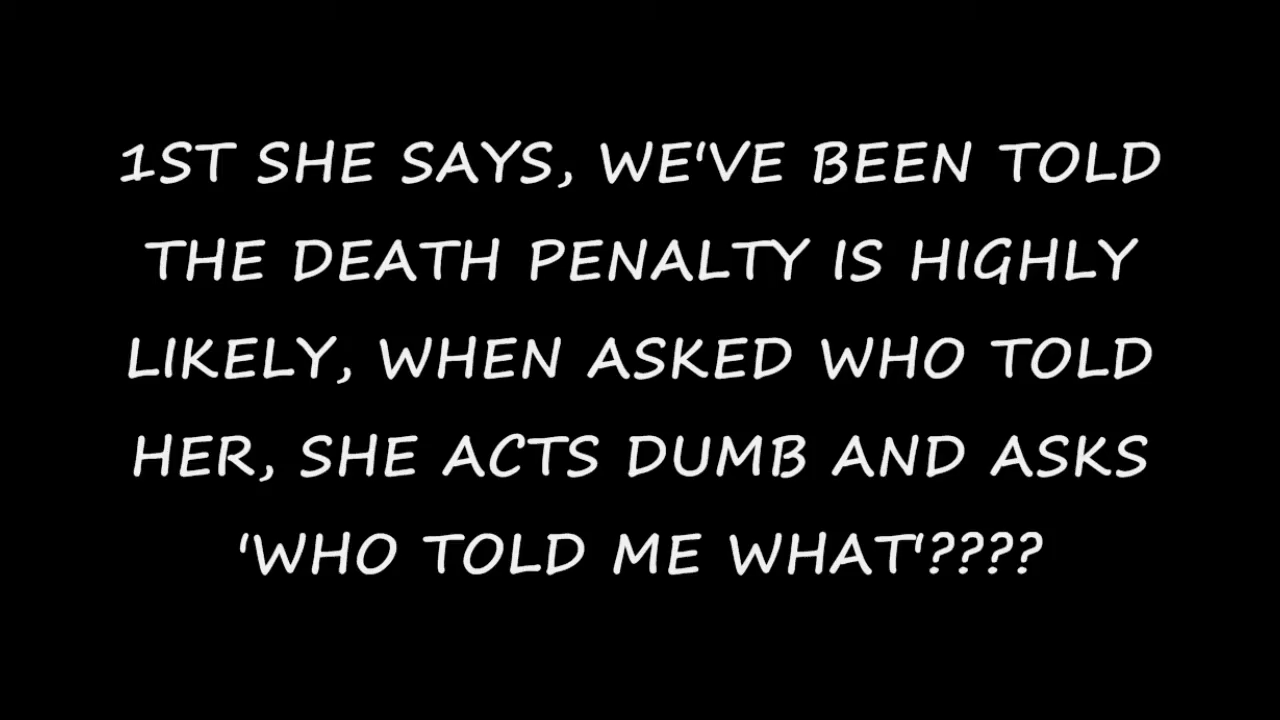 1ST SHE SAYS, WE'VE BEEN TOLD
THE DEATH PENALTY IS HIGHLY
LIKELY, WHEN ASKED WHO TOLD
HER, SHE ACTS DUMB AND ASKS
'WHO TOLD ME WHAT'????